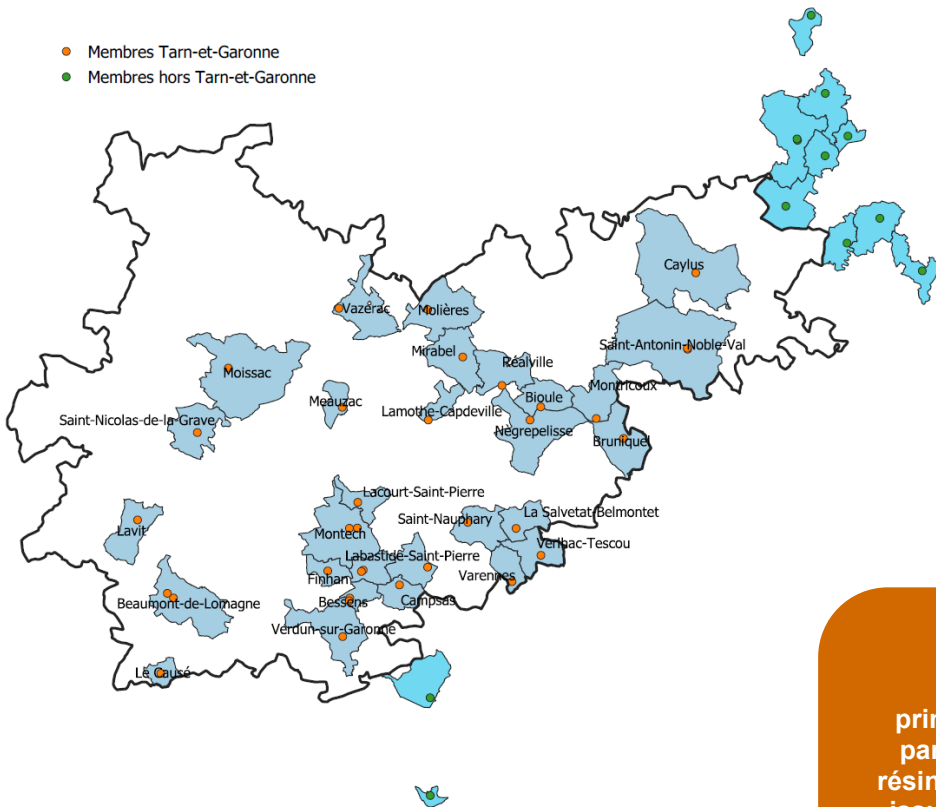 Membres Tarn-et-Garonne
Membres hors Tarn-et-Garonne
Caylus
Vazerac
Molières
Saint-Antonin-Noble-Val
Mirabel
Réalville
Moissac
Montricoux
Bioule
Meauzac
Lamothe-Capdeville
Saint-Nicolas-de-la-Grave
Nègrepelisse
Bruniquel
Lacourt-Saint-Pierre
La Salvetat-Belmontet
Saint-Nauphary
Lavit
Montech
Verlhac-Tescou
Labastide-Saint-Pierre
Varennes
Finhan
Beaumont-de-Lomagne
Bessens
Campsas
Verdun-sur-Garonne
Le Causé
prin
par
résin